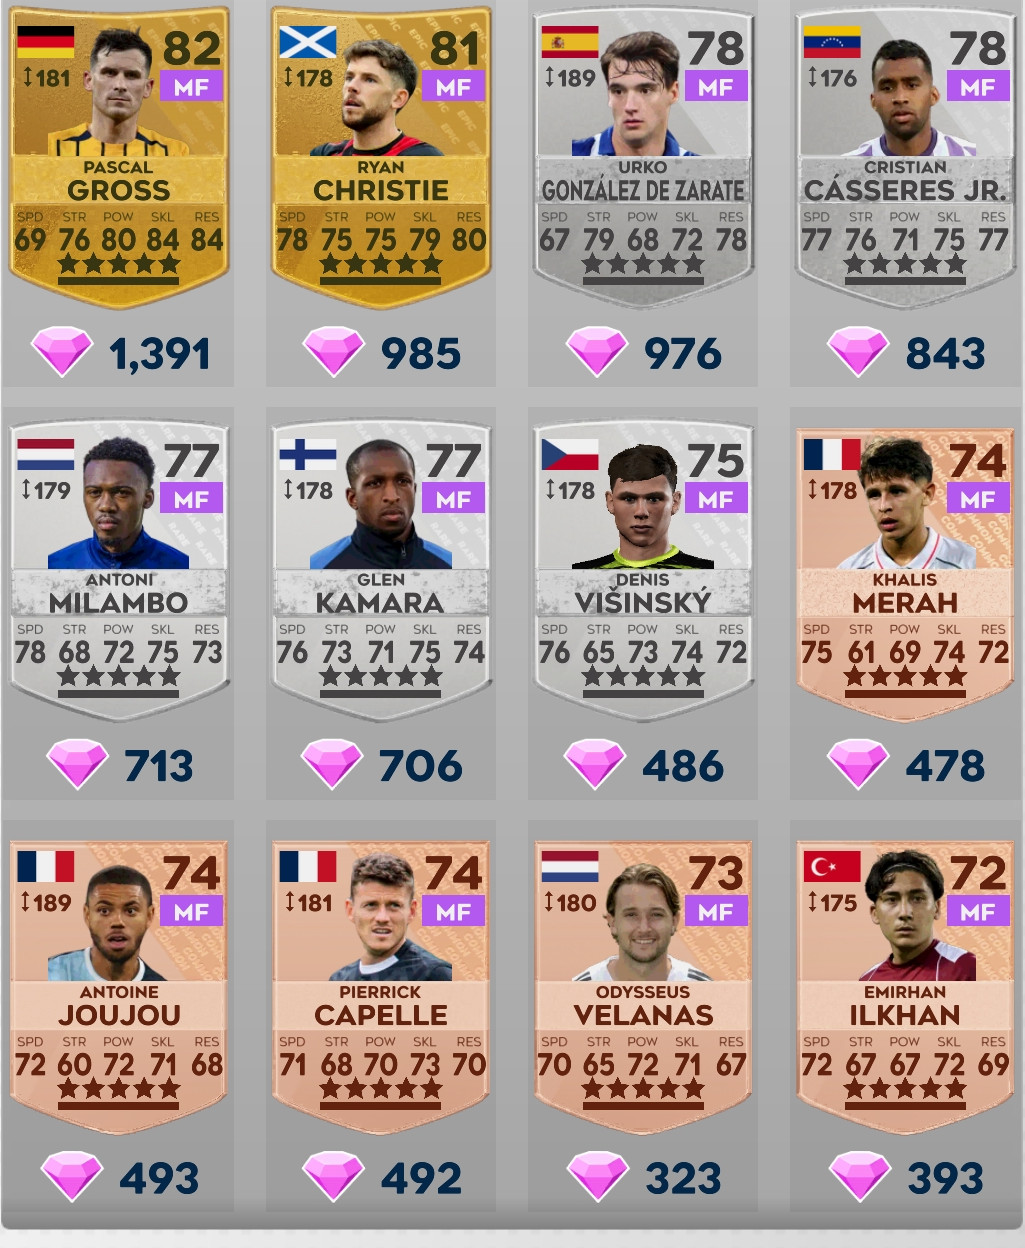 82
181
MF
PASCAL
GROSS
SPD STR POW SKL RES
69 76 80 84 84
1,391
81
178
MF
RYAN
CHRISTIE
SPD STR POW SKL RES
78 75 75 79 80
985
78
189
MF
URKO
GONZÁLEZ DE ZARATE
SPD STR POW SKL RES
67 79 68 72 78
976
78
176
MF
CRISTIAN
CÁSSERES JR.
SPD STR POW SKL RES
77 76 71 75 77
843
77
179
MF
ANTONI
MILAMBO
SPD STR POW SKL RES
78 68 72 75 73
713
77
178
MF
GLEN
KAMARA
SPD STR POW SKL RES
76 73 71 75 74
706
75
178
MF
DENIS
VIŠINSKÝ
SPD STR POW SKL RES
76 65 73 74 72
486
74
178
MF
KHALIS
MERAH
SPD STR POW SKL RES
75 61 69 74 72
478
74
189
MF
ANTOINE
JOUJOU
SPD STR POW SKL RES
72 60 72 71 68
493
74
181
MF
PIERRICK
CAPELLE
SPD STR POW SKL RES
71 68 70 73 70
492
73
180
MF
ODYSSEUS
VELANAS
SPD STR POW SKL RES
70 65 72 71 67
323
72
175
MF
EMIRHAN
ILKHAN
SPD STR POW SKL RES
72 67 67 72 69
393